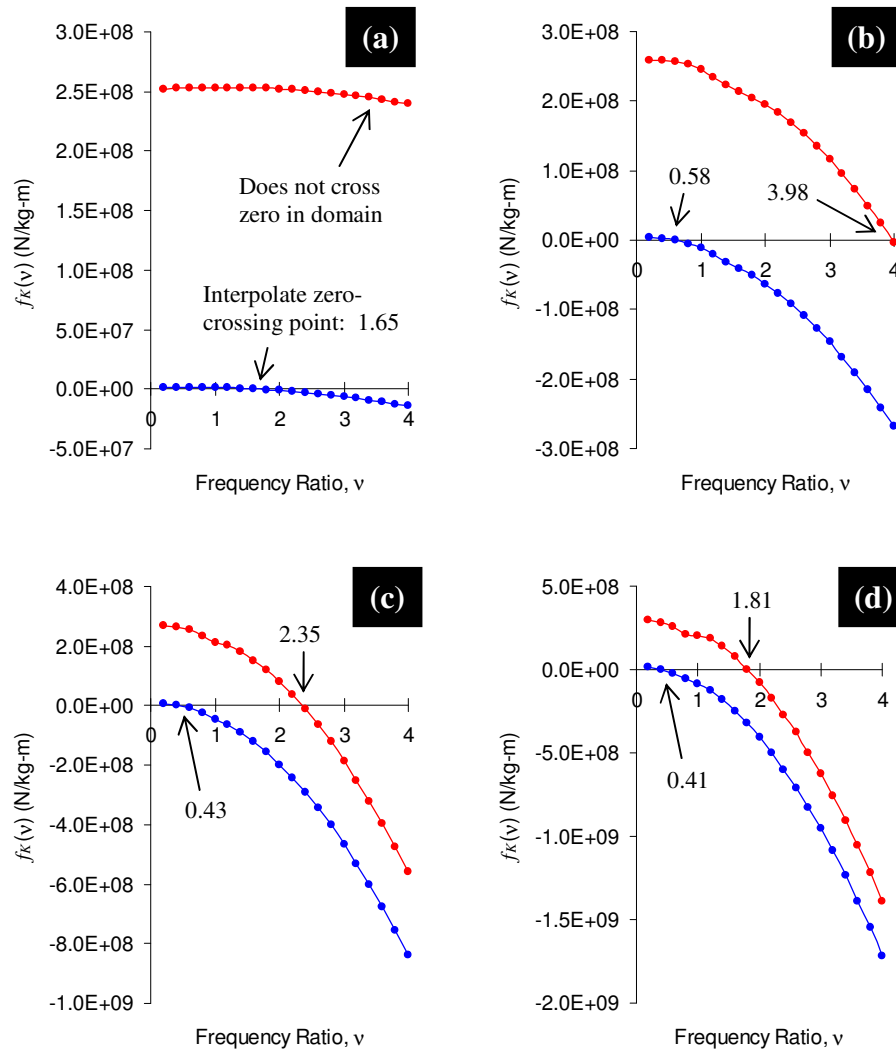 (a)
3.0E+08
2.5E+08
2.0E+08
1.5E+08
1.0E+08
5.0E+07
0.0E+00
-5.0E+07
fκ(ν) (N/kg-m)
Does not cross
zero in domain
Interpolate zero-
crossing point: 1.65
0 1 2 3 4
Frequency Ratio, ν
(b)
3.0E+08
2.0E+08
1.0E+08
0.0E+00
-1.0E+08
-2.0E+08
-3.0E+08
fκ(ν) (N/kg-m)
0.58
3.98
0 1 2 3 4
Frequency Ratio, ν
(c)
4.0E+08
2.0E+08
0.0E+00
-2.0E+08
-4.0E+08
-6.0E+08
-8.0E+08
-1.0E+09
fκ(ν) (N/kg-m)
2.35
0 1 2 3 4
0.43
Frequency Ratio, ν
(d)
5.0E+08
0.0E+00
-5.0E+08
-1.0E+09
-1.5E+09
-2.0E+09
fκ(ν) (N/kg-m)
1.81
0 1 2 3 4
0.41
Frequency Ratio, ν